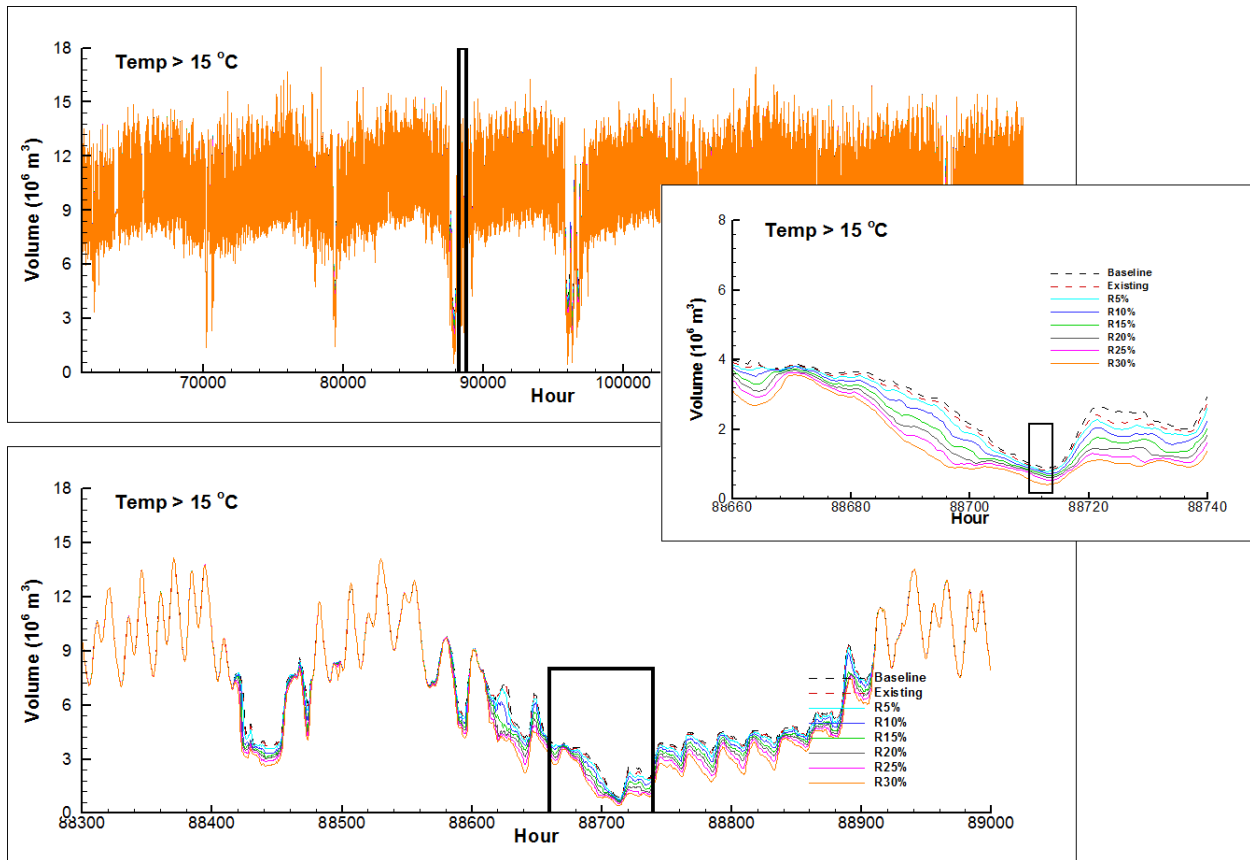 Temp > 15 °C
Volume (10⁶ m³)
18
15
12
9
6
3
0
70000
80000
90000
100000
Hour
Temp > 15 °C
Volume (10⁶ m³)
8
6
4
2
0
Baseline
Existing
R5%
R10%
R15%
R20%
R25%
R30%
88660
88680
88700
88720
88740
Hour
Temp > 15 °C
Volume (10⁶ m³)
18
15
12
9
6
3
0
Baseline
Existing
R5%
R10%
R15%
R20%
R25%
R30%
88300
88400
88500
88600
88700
88800
88900
89000
Hour